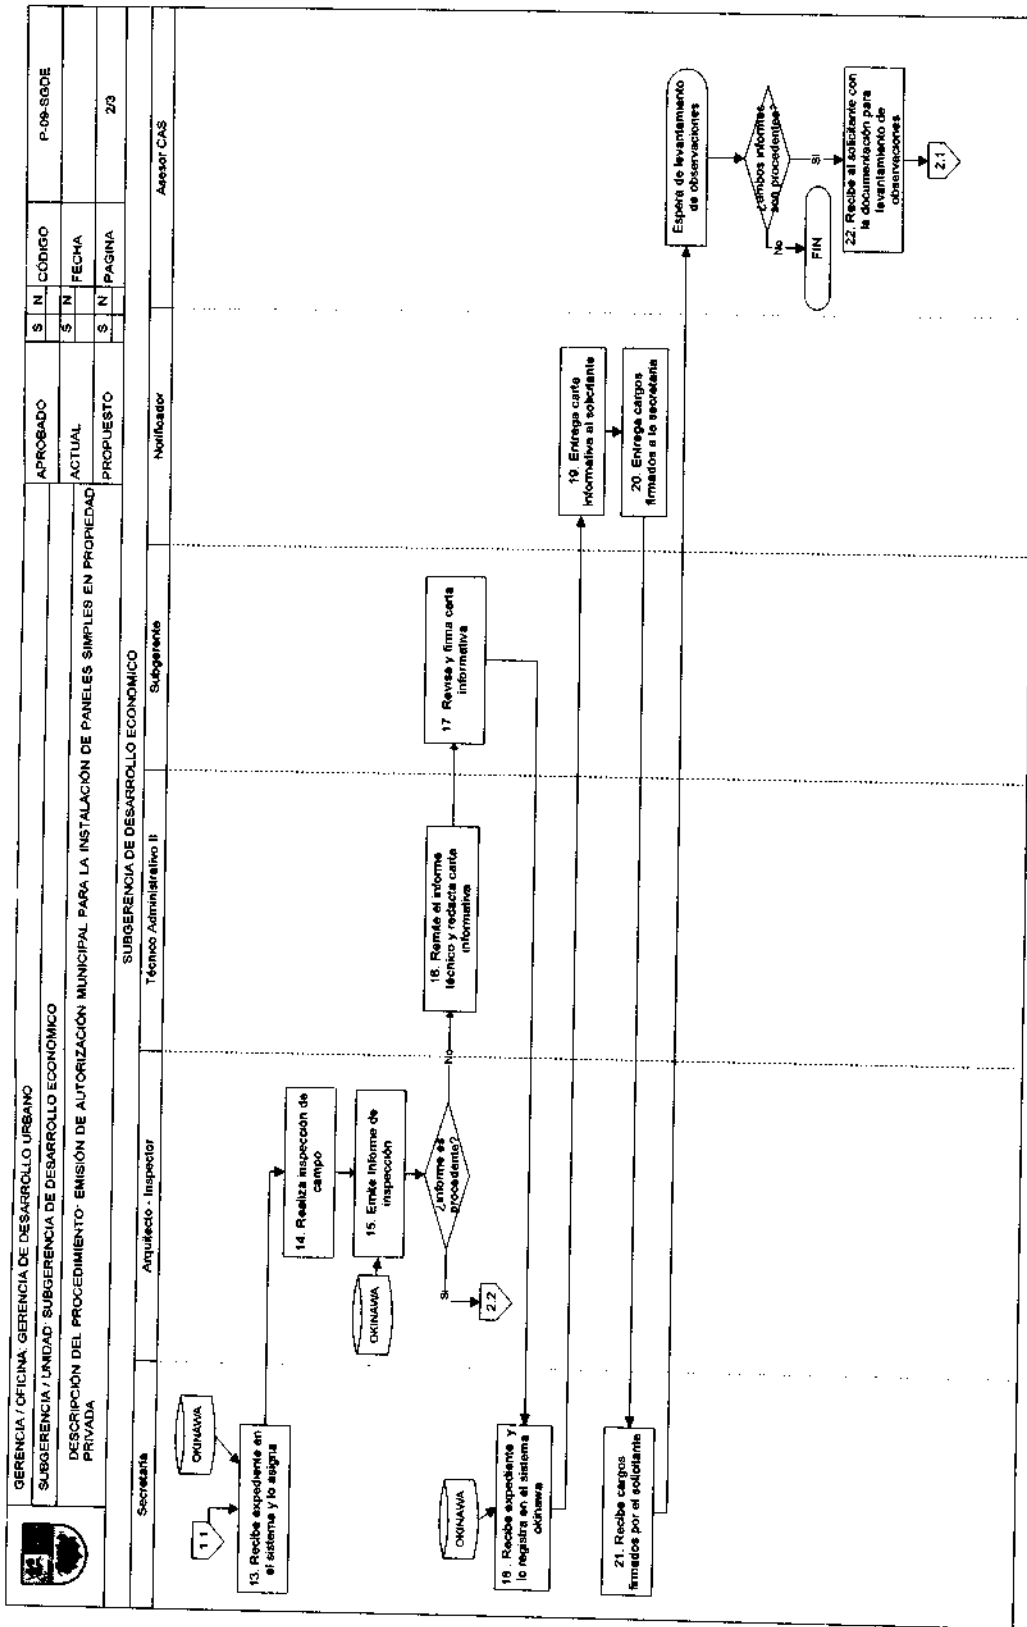 GERENCIA / OFICINA: GERENCIA DE DESARROLLO URBANO
SUBGERENCIA / UNIDAD: SUBGERENCIA DE DESARROLLO ECONOMICO
DESCRIPCIÓN DEL PROCEDIMIENTO: EMISIÓN DE AUTORIZACIÓN MUNICIPAL PARA LA INSTALACIÓN DE PANELES SIMPLES EN PROPIEDAD
PRIVADA
APROBADO S N CÓDIGO P-09-SGDE
ACTUAL S N FECHA
PROPUESTO S N PAGINA 2/3
SUBGERENCIA DE DESARROLLO ECONOMICO
Secretaria
Arquitecto - Inspector
Técnico Administrativo II
Subgerente
Notificador
Asesor CAS
1.1
OKINAWA
13. Recibe expediente en
el sistema y lo asigna
14. Realiza inspección de
campo
OKINAWA
15. Emite Informe de
inspección
¿Informe es
procedente?
Si
2.2
No
16. Remite el informe
técnico y redacta carta
informativa
17 Revisa y firma carta
informativa
OKINAWA
18 . Recibe expediente y
lo registra en el sistema
okinawa
19. Entrega carta
informativa al solicitante
20. Entrega cargos
firmados a la secretaria
21. Recibe cargos
firmados por el solicitante
Espera de levantamiento
de observaciones
¿Ambos informes
son procedentes?
No
FIN
Si
22. Recibe al solicitante con
la documentación para
levantamiento de
observaciones
2.1